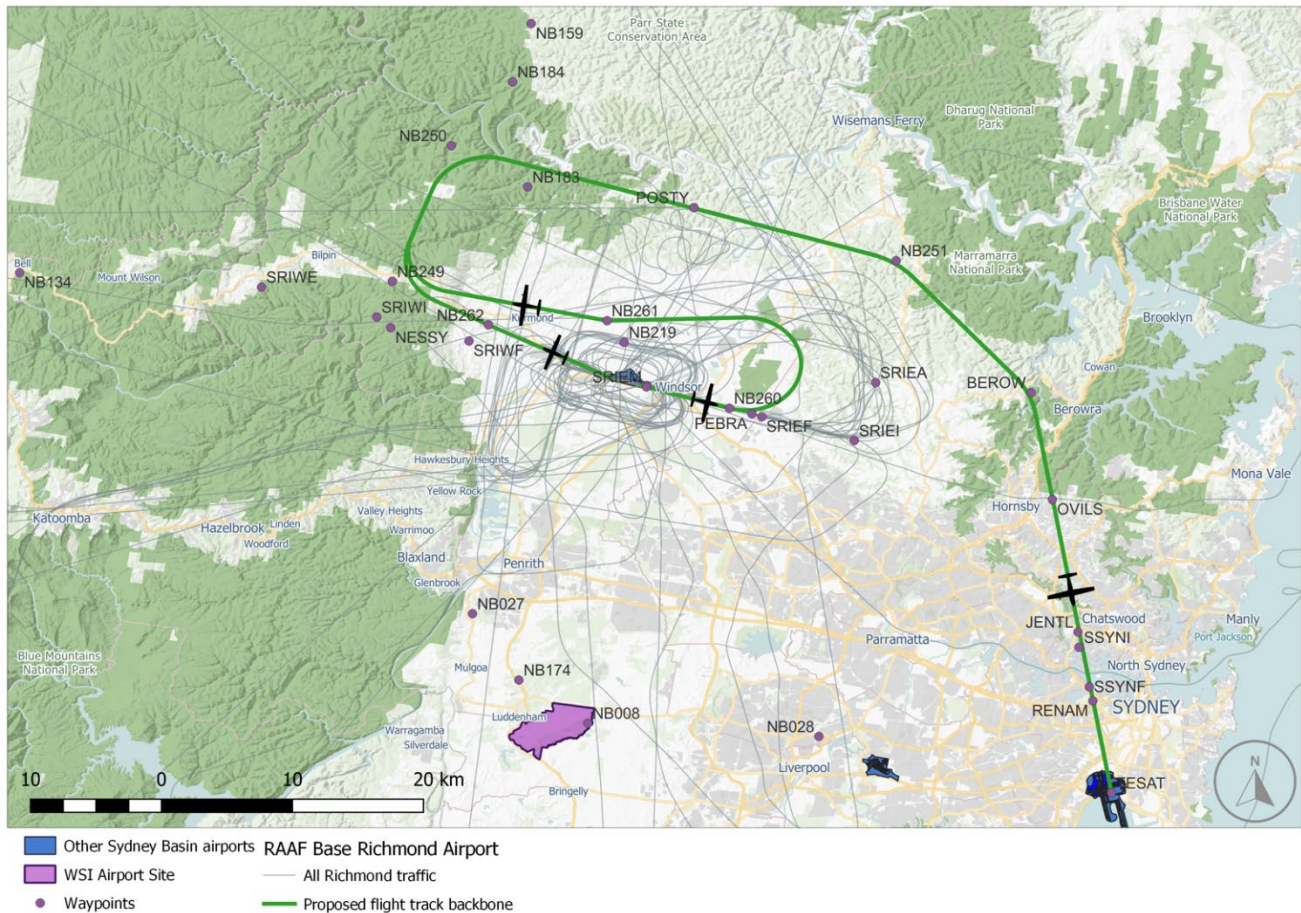 NB159
Parr State
Conservation Area
NB184
Dharug National
Park
Wisemans Ferry
NB250
NB183
POSTY
Brisbane Water
National Park
NB251
Marramarra
National Park
Bell
NB134
Mount Wilson
Bilpin
SRIWE
NB249
SRIWI
NESSY
NB262
SRIWF
Kurmond
NB261
NB219
Brooklyn
SRIEN
Windsor
SRIEA
BEROW
Cowan
Berowra
NB260
PEBRA
SRIEF
SRIEI
Hawkesbury Heights
Yellow Rock
Mona Vale
Katoomba
Hazelbrook
Linden
Woodford
Valley Heights
Warrimoo
Hornsby
OVILS
Blaxland
Penrith
Glenbrook
NB027
JENTL
Chatswood
Manly
SSYNI
Port Jackson
Parramatta
Blue Mountains
National Park
Mulgoa
NB174
North Sydney
SSYNF
RENAM
SYDNEY
Luddenham
NB008
Warragamba
Silverdale
NB028
Liverpool
N
10 0 10 20 km
Bringelly
TESAT
Other Sydney Basin airports
WSI Airport Site
Waypoints
RAAF Base Richmond Airport
All Richmond traffic
Proposed flight track backbone